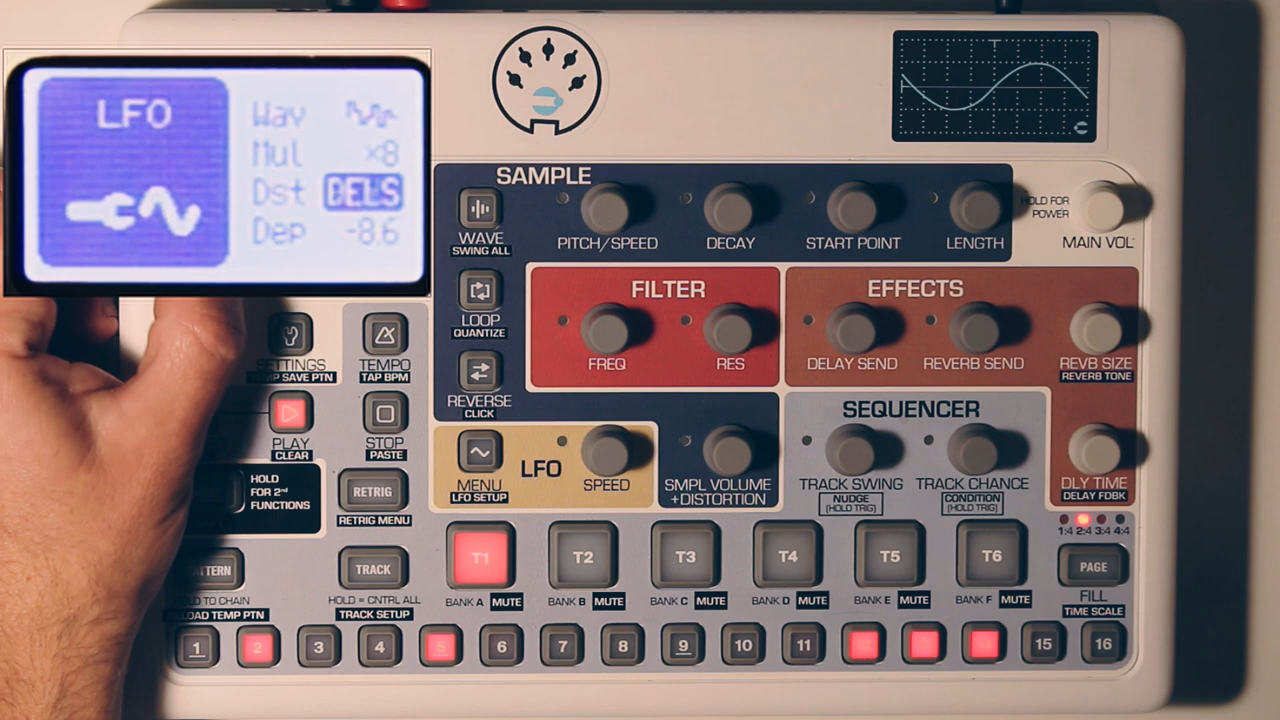 LFO
Wav
Mul x8
Dst DELS
Dep -8.6
SAMPLE
WAVE
SWING ALL
PITCH/SPEED
DECAY
START POINT
LENGTH
HOLD FOR
POWER
MAIN VOL
LOOP
QUANTIZE
FILTER
FREQ
RES
EFFECTS
DELAY SEND
REVERB SEND
REVB SIZE
REVERB TONE
SETTINGS
SAVE PTN
TEMPO
TAP BPM
REVERSE
CLICK
PLAY
CLEAR
STOP
PASTE
MENU
LFO SETUP
LFO
SPEED
SMPL VOLUME
+DISTORTION
SEQUENCER
TRACK SWING
NUDGE
(HOLD TRIG)
TRACK CHANCE
CONDITION
(HOLD TRIG)
DLY TIME
DELAY FDBK
HOLD
FOR 2nd
FUNCTIONS
RETRIG
RETRIG MENU
1:4 2:4 3:4 4:4
T1 T2 T3 T4 T5 T6
TRACK
PAGE
HOLD = CNTRL ALL
TRACK SETUP
BANK A MUTE
BANK B MUTE
BANK C MUTE
BANK D MUTE
BANK E MUTE
BANK F MUTE
FILL
TIME SCALE
TO CHAIN
TEMP PTN
1 2 3 4 5 6 7 8 9 10 11 15 16